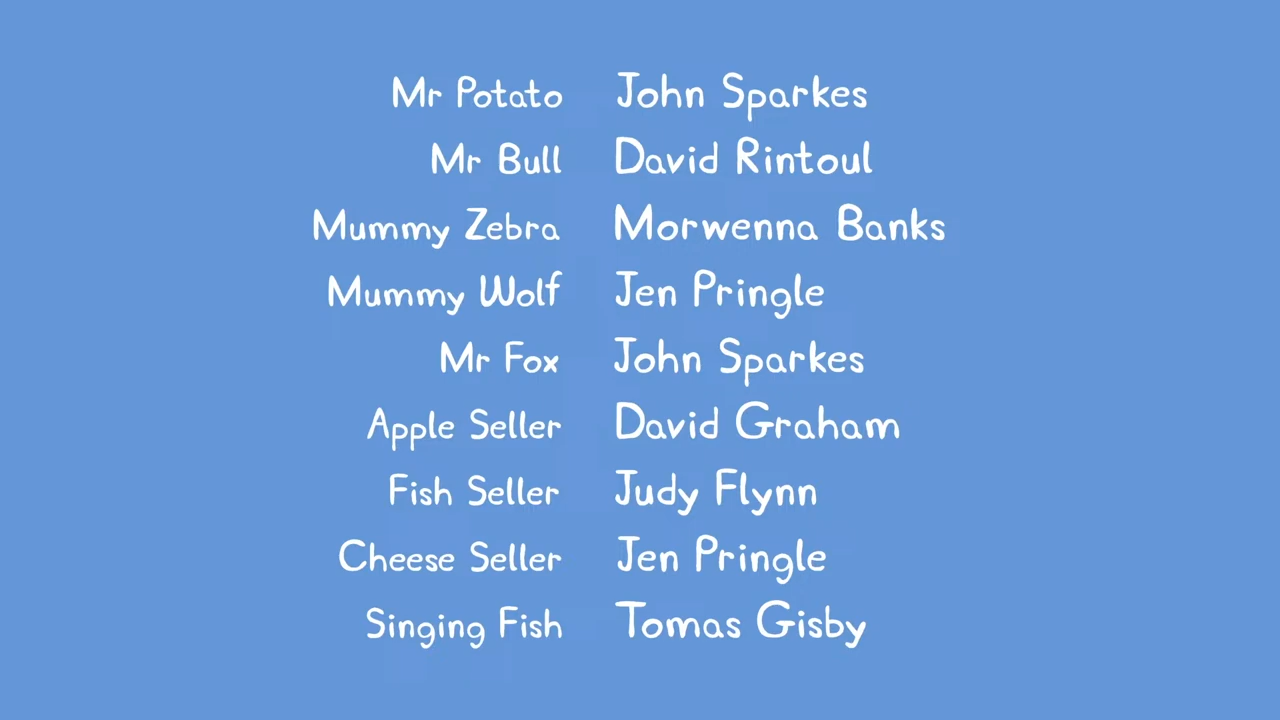 Mr Potato John Sparkes
Mr Bull David Rintoul
Mummy Zebra Morwenna Banks
Mummy Wolf Jen Pringle
Mr Fox John Sparkes
Apple Seller David Graham
Fish Seller Judy Flynn
Cheese Seller Jen Pringle
Singing Fish Tomas Gisby